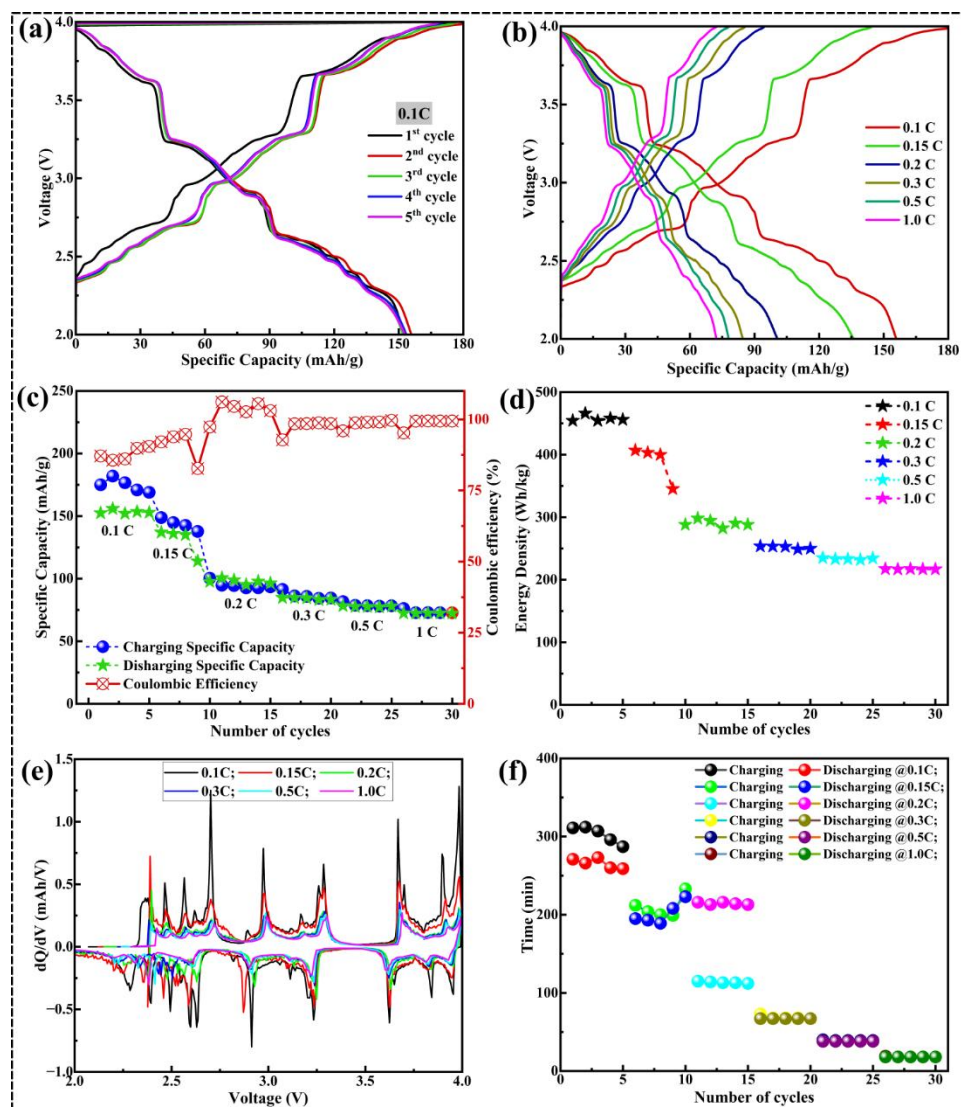 (a)
4.0
3.5
3.0
2.5
2.0
Voltage (V)
0.1C
1st cycle
2nd cycle
3rd cycle
4th cycle
5th cycle
0 30 60 90 120 150 180
Specific Capacity (mAh/g)
(b)
4.0
3.5
3.0
2.5
2.0
Voltage (V)
0.1 C
0.15 C
0.2 C
0.3 C
0.5 C
1.0 C
0 30 60 90 120 150 180
Specific Capacity (mAh/g)
(c)
250
200
150
100
50
0
Specific Capacity (mAh/g)
0.1 C
0.15 C
0.2 C
0.3 C
0.5 C
1 C
Charging Specific Capacity
Disharging Specific Capacity
Coulombic Efficiency
100
75
50
25
0
Coulombic efficiency (%)
0 5 10 15 20 25 30
Number of cycles
(d)
500
400
300
200
100
0
Energy Density (Wh/kg)
0.1 C
0.15 C
0.2 C
0.3 C
0.5 C
1.0 C
0 5 10 15 20 25 30
Numbe of cycles
(e)
1.5
1.0
0.5
0.0
-0.5
-1.0
dQ/dV (mAh/V)
0.1C; 0.15C; 0.2C;
0.3C; 0.5C; 1.0C
2.0 2.5 3.0 3.5 4.0
Voltage (V)
(f)
400
300
200
100
0
Time (min)
Charging Discharging @0.1C;
Charging Discharging @0.15C;
Charging Discharging @0.2C;
Charging Discharging @0.3C;
Charging Discharging @0.5C;
Charging Discharging @1.0C;
0 5 10 15 20 25 30
Number of cycles